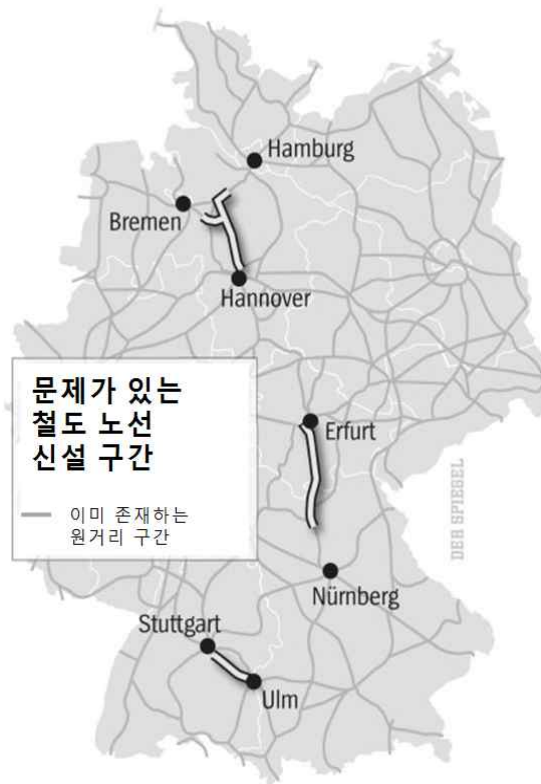 Hamburg
Bremen
Hannover
문제가 있는
철도 노선
신설 구간
이미 존재하는
원거리 구간
Erfurt
DER SPIEGEL
Nürnberg
Stuttgart
Ulm